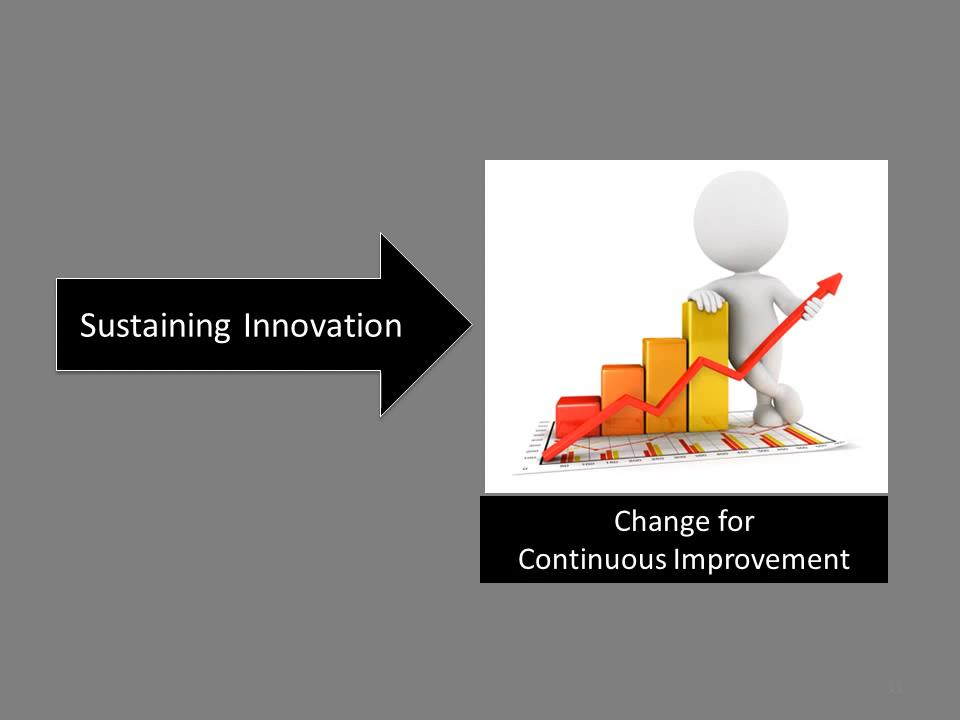 Sustaining Innovation
Change for
Continuous Improvement